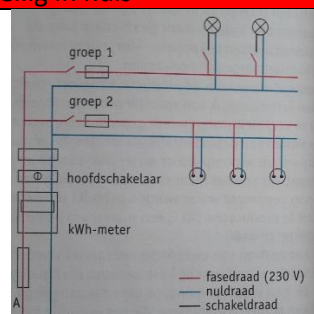 groep 1
groep 2
hoofdschakelaar
kWh-meter
fasedraad (230 V)
nuldraad
schakeldraad
A